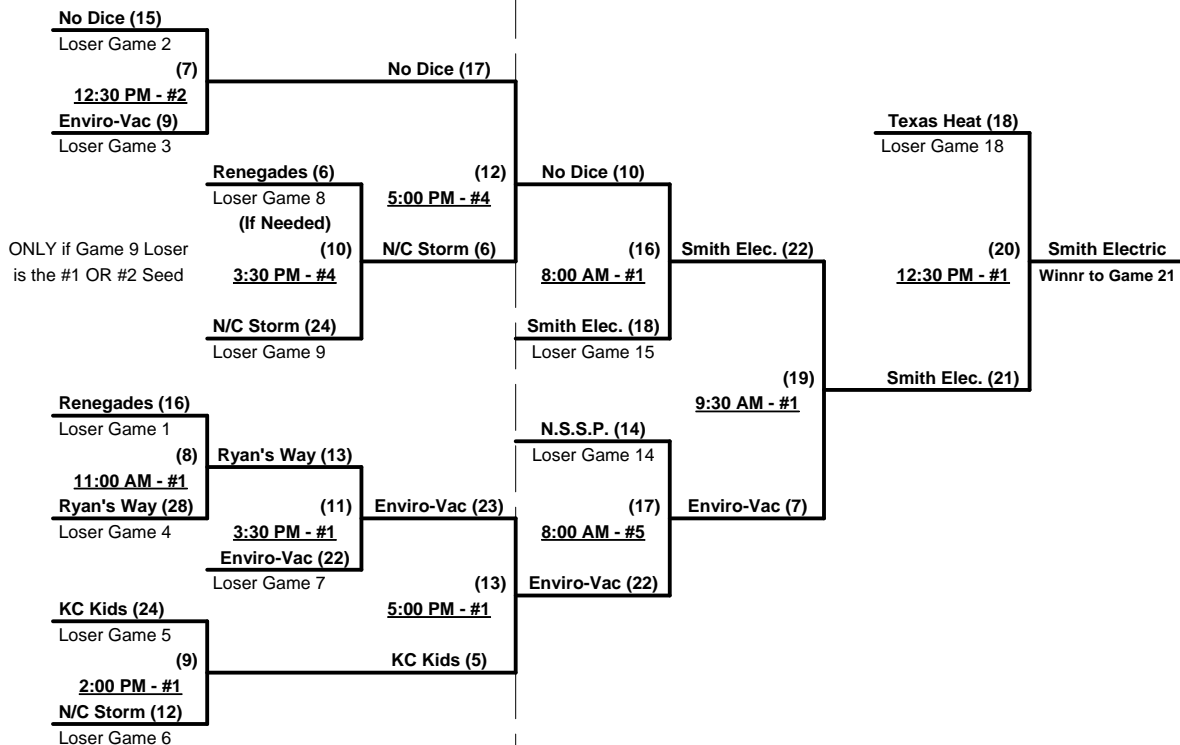 No Dice (15)
Loser Game 2
(7)
12:30 PM - #2
Enviro-Vac (9)
Loser Game 3
No Dice (17)
Renegades (6)
Loser Game 8
(If Needed)
(10)
3:30 PM - #4
N/C Storm (24)
Loser Game 9
ONLY if Game 9 Loser
is the #1 OR #2 Seed
N/C Storm (6)
(12)
5:00 PM - #4
No Dice (10)
(16)
8:00 AM - #1
Smith Elec. (18)
Loser Game 15
Smith Elec. (22)
Renegades (16)
Loser Game 1
(8)
11:00 AM - #1
Ryan's Way (28)
Loser Game 4
Ryan's Way (13)
(11)
3:30 PM - #1
Enviro-Vac (22)
Loser Game 7
Enviro-Vac (23)
(13)
5:00 PM - #1
KC Kids (24)
Loser Game 5
(9)
2:00 PM - #1
N/C Storm (12)
Loser Game 6
KC Kids (5)
N.S.S.P. (14)
Loser Game 14
(17)
8:00 AM - #5
Enviro-Vac (22)
Enviro-Vac (7)
(19)
9:30 AM - #1
Smith Elec. (21)
Texas Heat (18)
Loser Game 18
(20)
12:30 PM - #1
Smith Electric
Winnr to Game 21